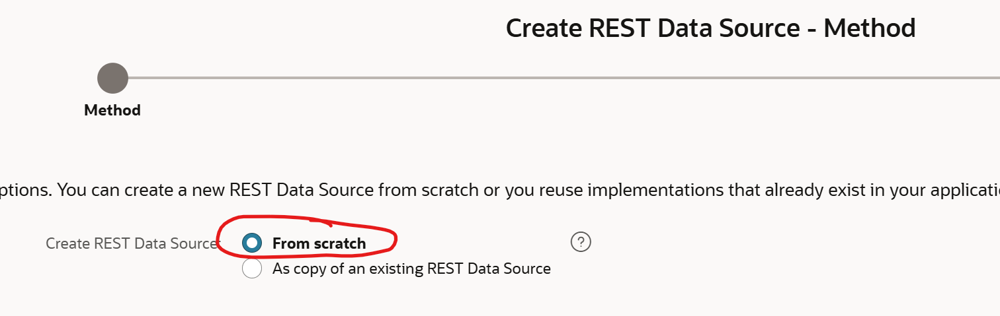 Create REST Data Source - Method
Method
ptions. You can create a new REST Data Source from scratch or you reuse implementations that already exist in your applicati
Create REST Data Source From scratch ?
As copy of an existing REST Data Source